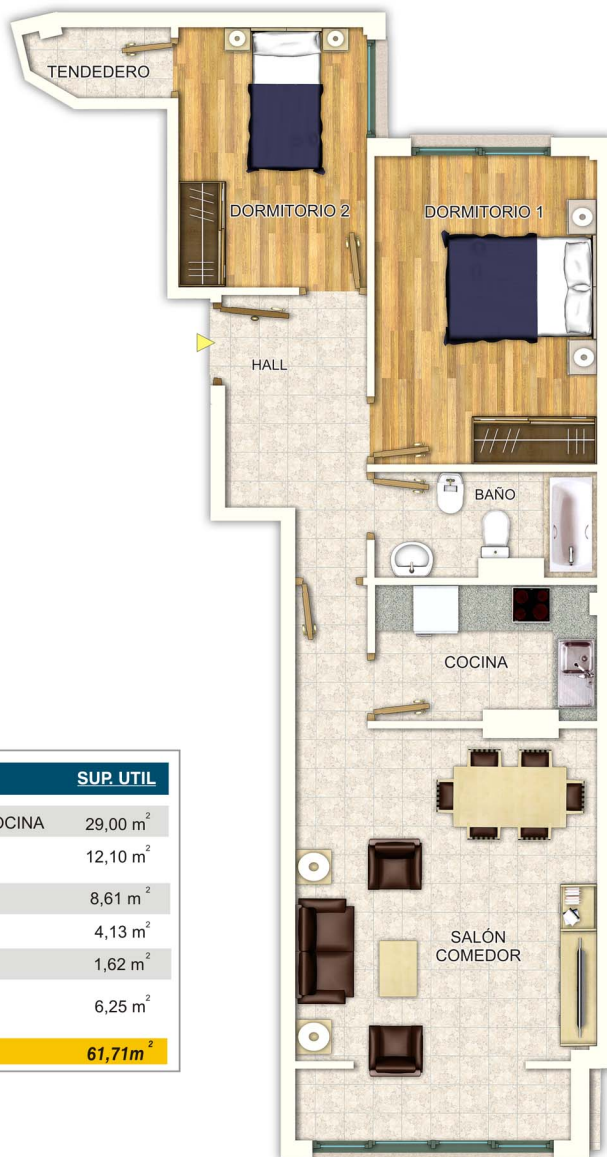 TENDEDERO
DORMITORIO 2
DORMITORIO 1
HALL
BAÑO
COCINA
SALÓN
COMEDOR
SUP. UTIL
29,00 m²
12,10 m²
8,61 m²
4,13 m²
1,62 m²
6,25 m²
61,71m²